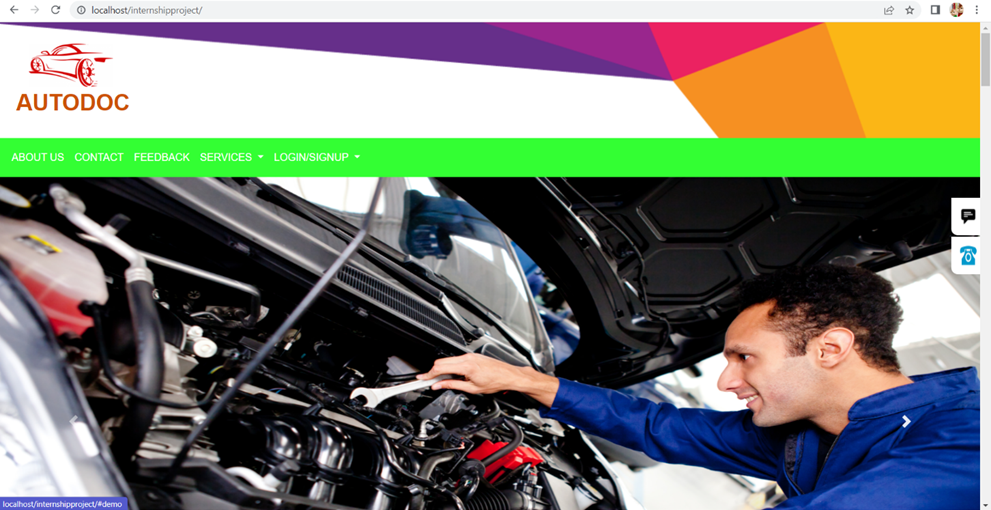 localhost/internshipproject/
AUTODOC
ABOUT US CONTACT FEEDBACK SERVICES LOGIN/SIGNUP
localhost/internshipproject/#demo